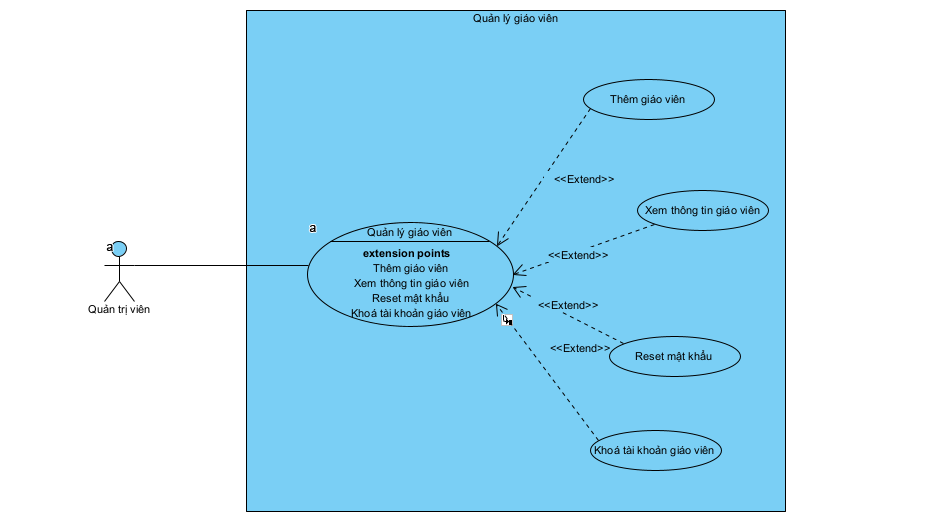 Quản lý giáo viên
Thêm giáo viên
<<Extend>>
Xem thông tin giáo viên
a
Quản lý giáo viên
extension points
Thêm giáo viên
Xem thông tin giáo viên
Reset mật khẩu
Khoá tài khoản giáo viên
<<Extend>>
a
Quản trị viên
<<Extend>>
<<Extend>>
Reset mật khẩu
Khoá tài khoản giáo viên